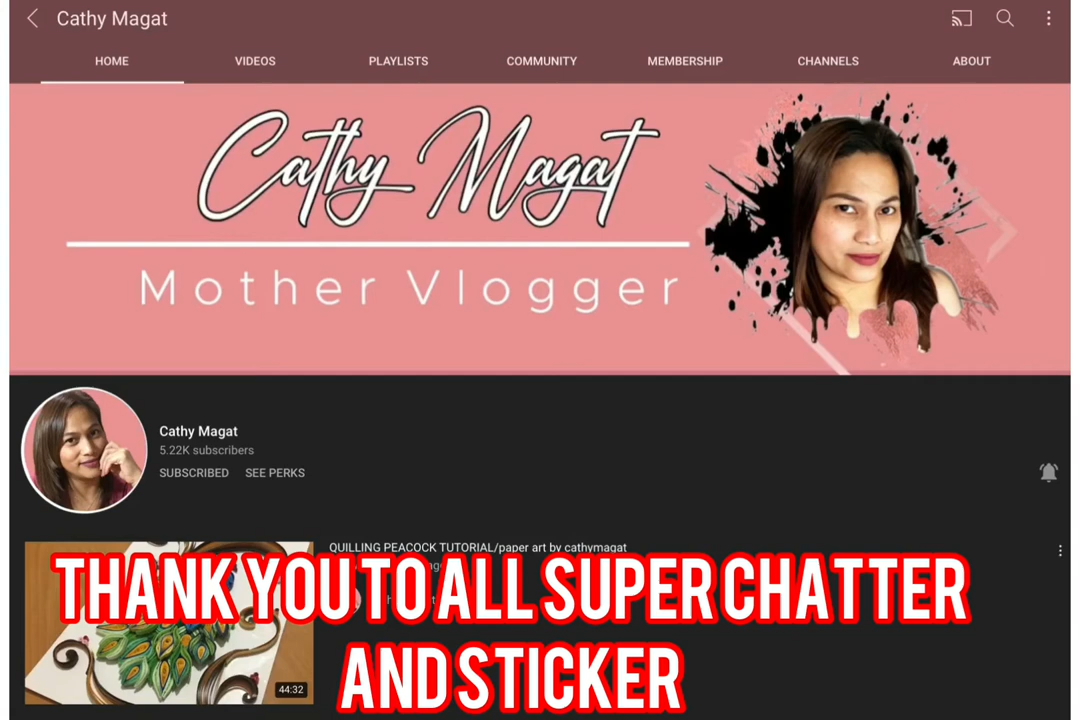 Cathy Magat
HOME VIDEOS PLAYLISTS COMMUNITY MEMBERSHIP CHANNELS ABOUT
Cathy Magat
Mother Vlogger
Cathy Magat
5.22K subscribers
SUBSCRIBED SEE PERKS
QUILLING PEACOCK TUTORIAL/paper art by cathymagat
THANK YOU TO ALL SUPER CHATTER
AND STICKER
44:32